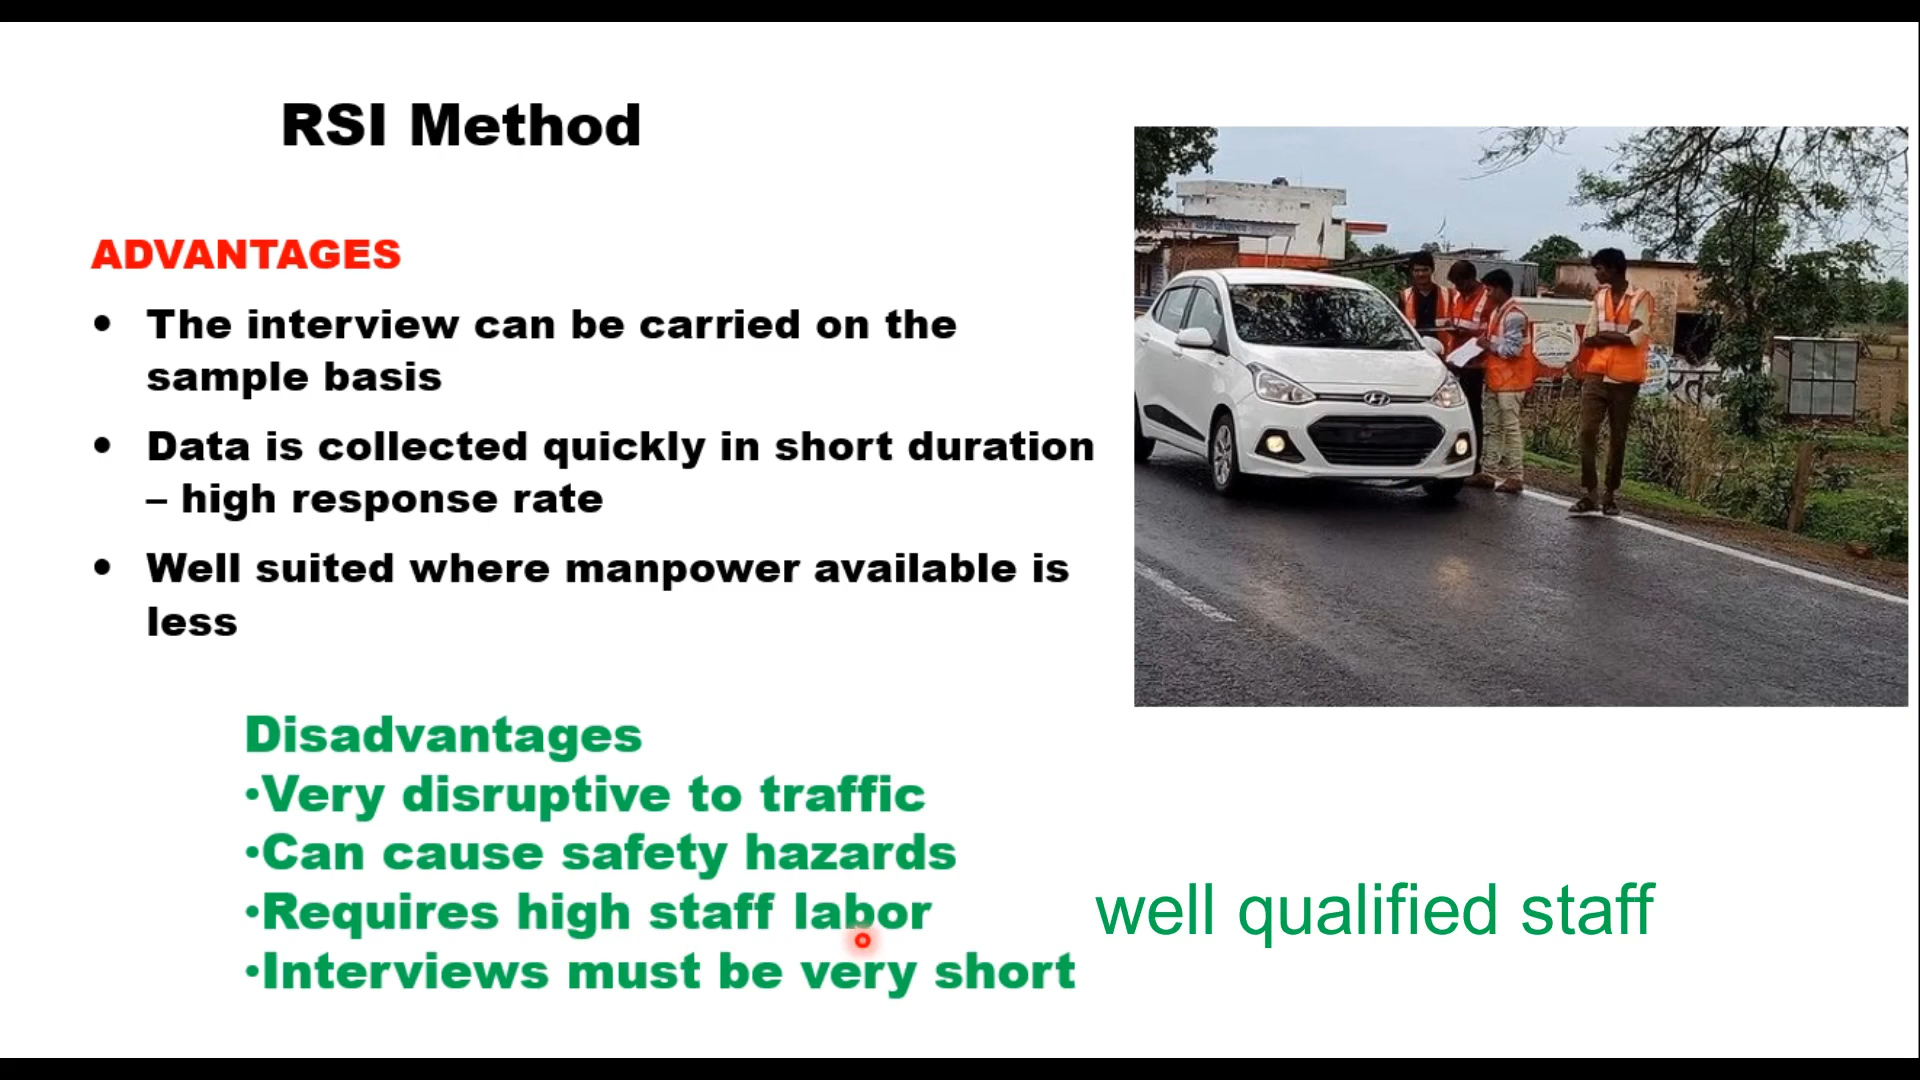 RSI Method
ADVANTAGES
• The interview can be carried on the
sample basis
• Data is collected quickly in short duration
– high response rate
• Well suited where manpower available is
less
Disadvantages
•Very disruptive to traffic
•Can cause safety hazards
•Requires high staff labor
well qualified staff
•Interviews must be very short